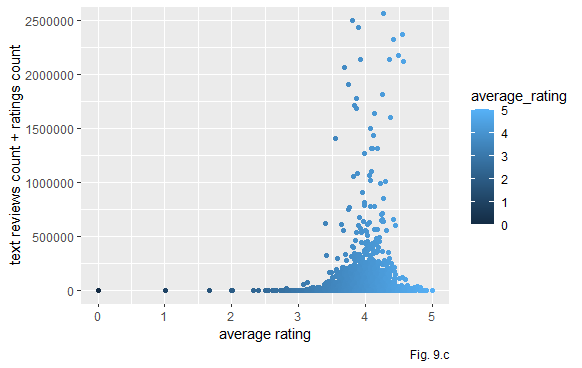 2500000
2000000
1500000
1000000
500000
0
text reviews count + ratings count
0 1 2 3 4 5
average rating
average_rating
5
4
3
2
1
0
Fig. 9.c